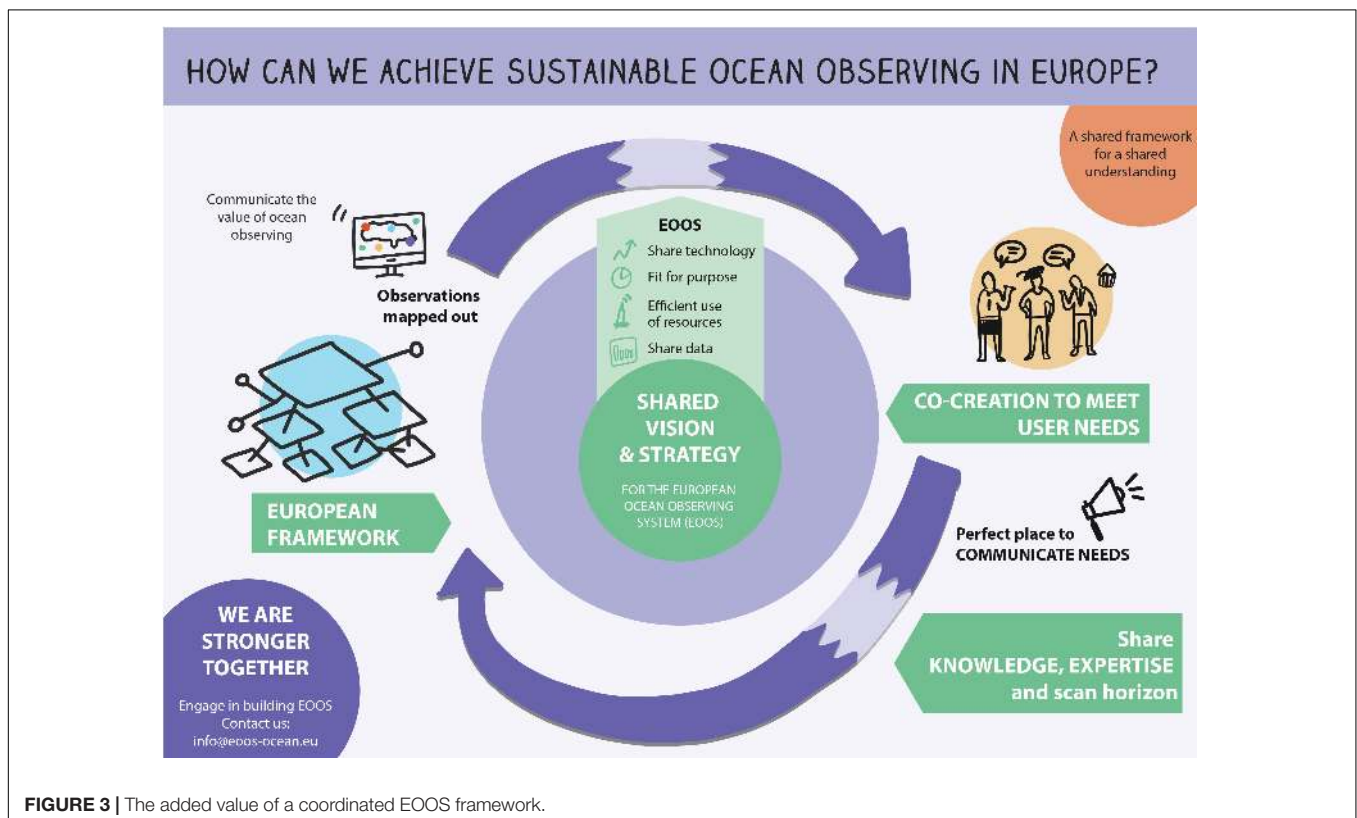 HOW CAN WE ACHIEVE SUSTAINABLE OCEAN OBSERVING IN EUROPE?
A shared framework
for a shared
understanding
Communicate the
value of ocean
observing
Observations
mapped out
EOOS
Share technology
Fit for purpose
Efficient use
of resources
Share data
SHARED
VISION
& STRATEGY
FOR THE EUROPEAN
OCEAN OBSERVING
SYSTEM (EOOS)
CO-CREATION TO MEET
USER NEEDS
EUROPEAN
FRAMEWORK
Perfect place to
COMMUNICATE NEEDS
Share
KNOWLEDGE, EXPERTISE
and scan horizon
WE ARE
STRONGER
TOGETHER
Engage in building EOOS
Contact us:
info@eoos-ocean.eu
FIGURE 3 | The added value of a coordinated EOOS framework.